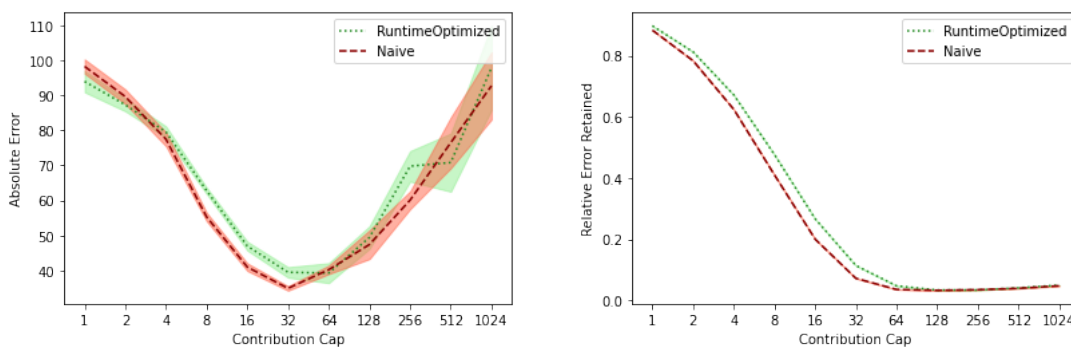 110
100
90
80
70
60
50
40
Absolute Error
RuntimeOptimized
Naive
1 2 4 8 16 32 64 128 256 512 1024
Contribution Cap
0.8
0.6
0.4
0.2
0.0
Relative Error Retained
RuntimeOptimized
Naive
1 2 4 8 16 32 64 128 256 512 1024
Contribution Cap